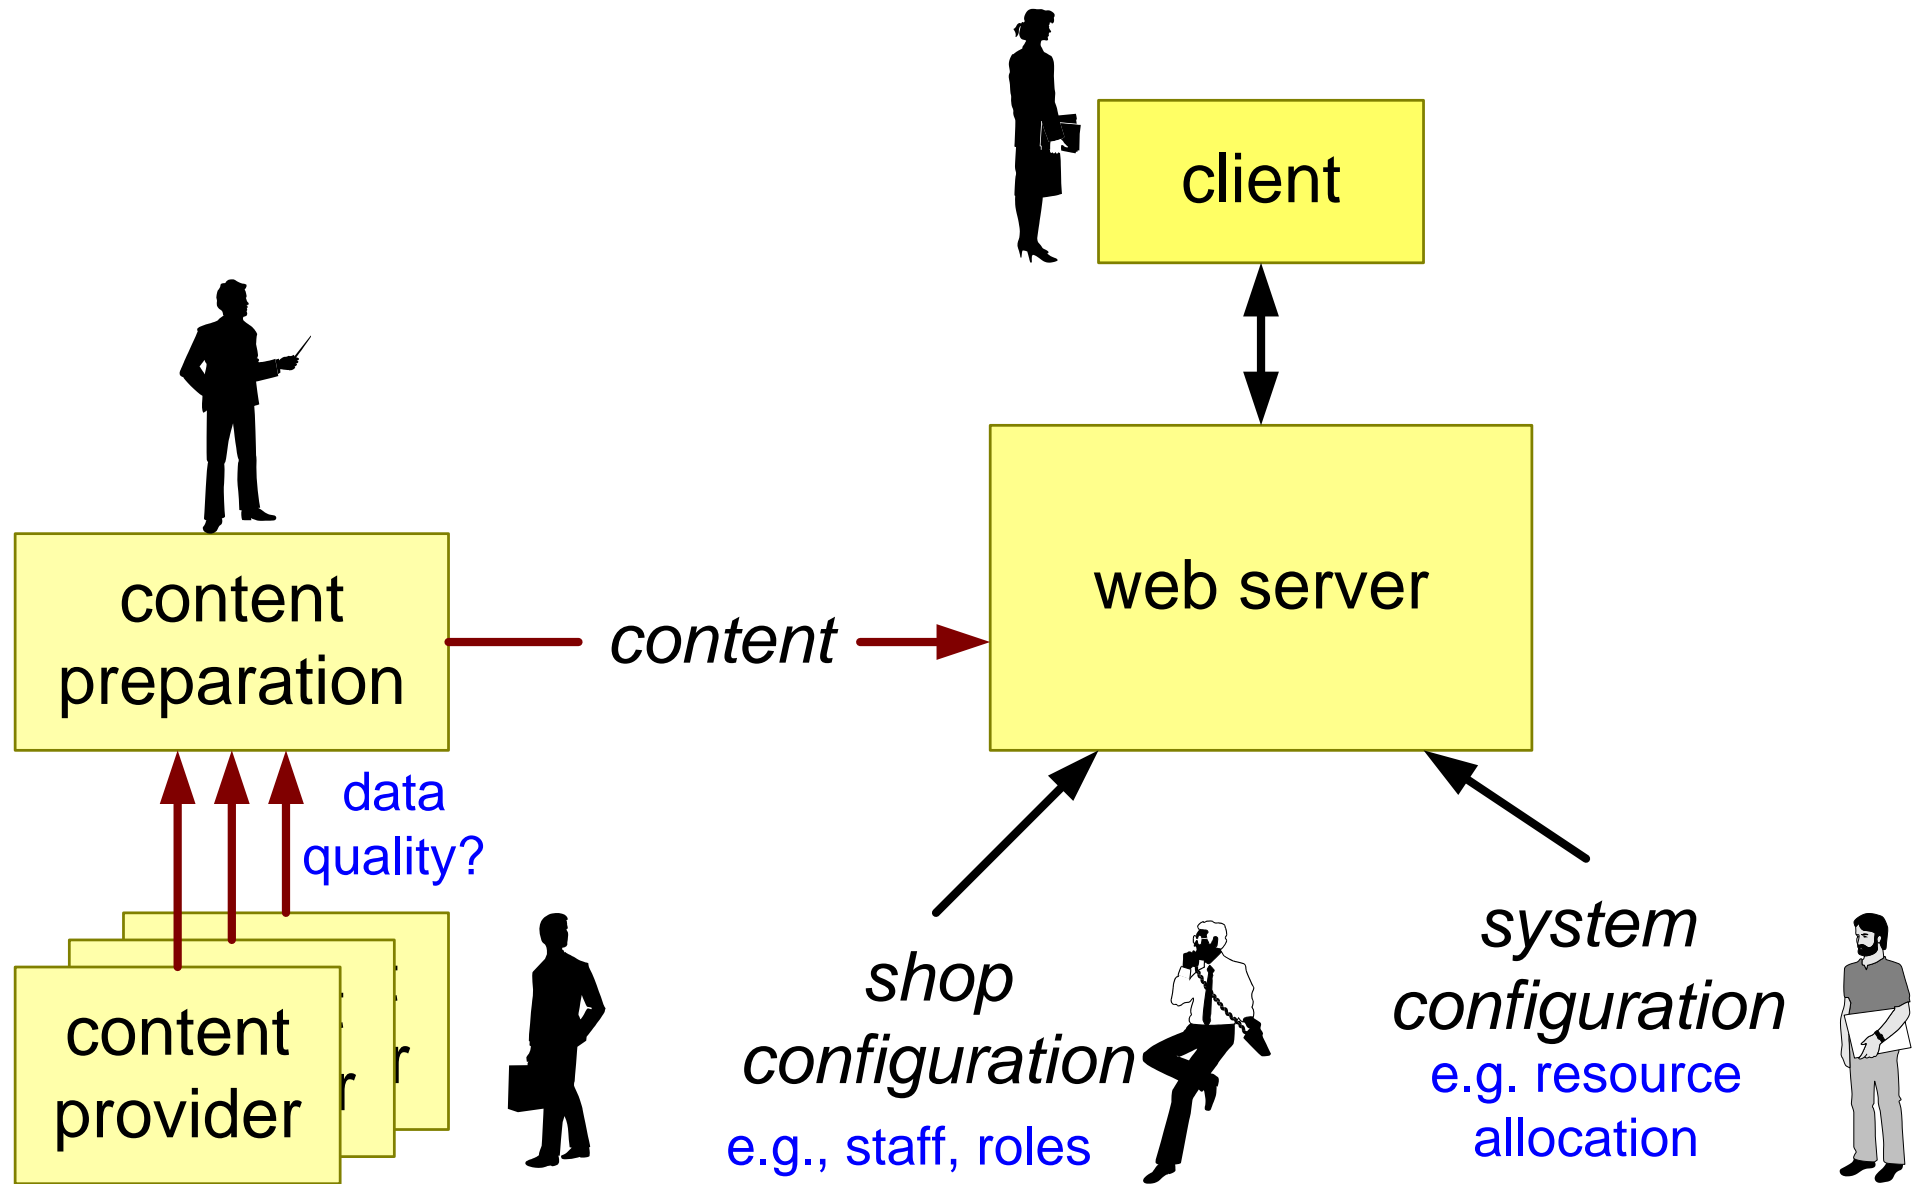 client
web server
content
preparation
content
data
quality?
content
provider
shop
configuration
e.g., staff, roles
system
configuration
e.g. resource
allocation